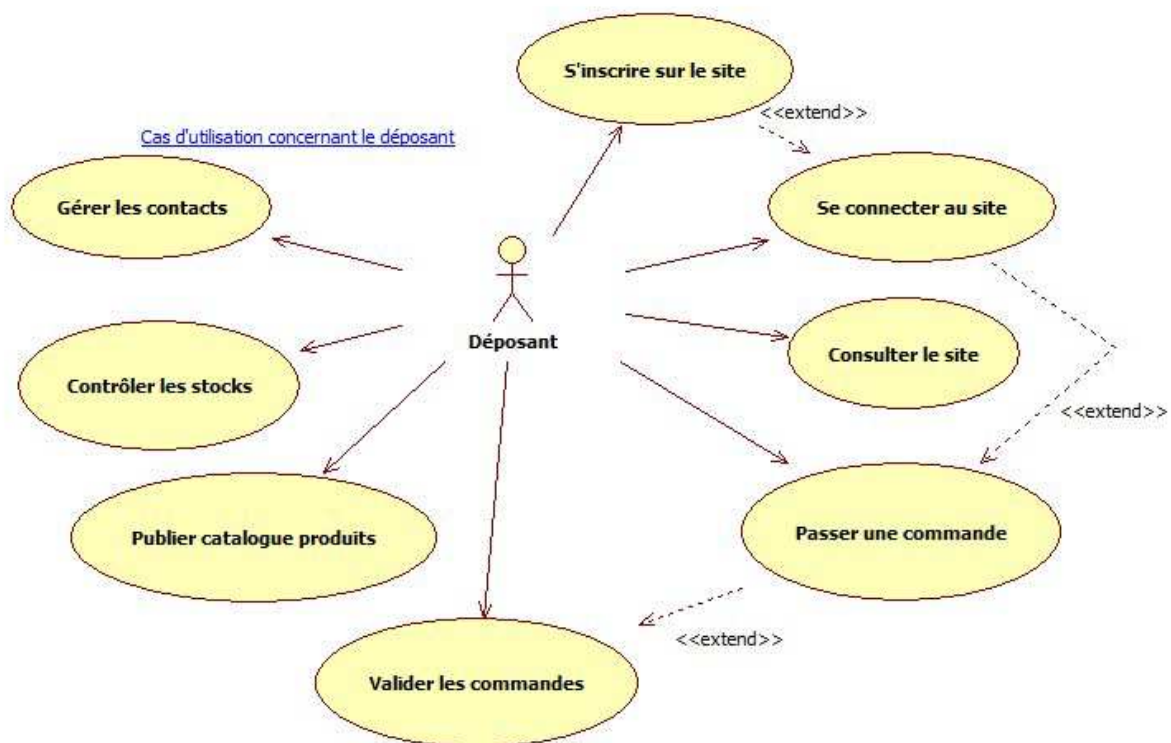 S'inscrire sur le site
<<extend>>
Cas d'utilisation concernant le déposant
Gérer les contacts
Se connecter au site
Déposant
Consulter le site
Contrôler les stocks
<<extend>>
Publier catalogue produits
Passer une commande
<<extend>>
Valider les commandes